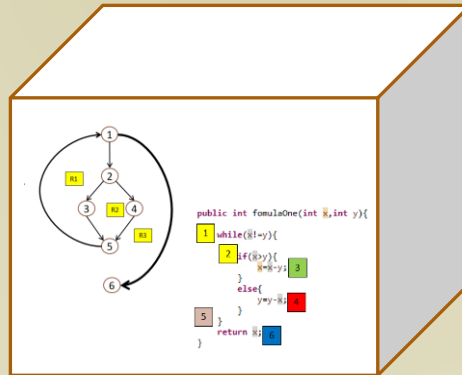 1
R1
2
3
R2
4
R3
5
6
public int fomulaOne(int x,int y){
1 while(x!=y){
2 if(x>y){
x=x-y; 3
}
else{
y=y-x; 4
}
5 }
return x; 6
}